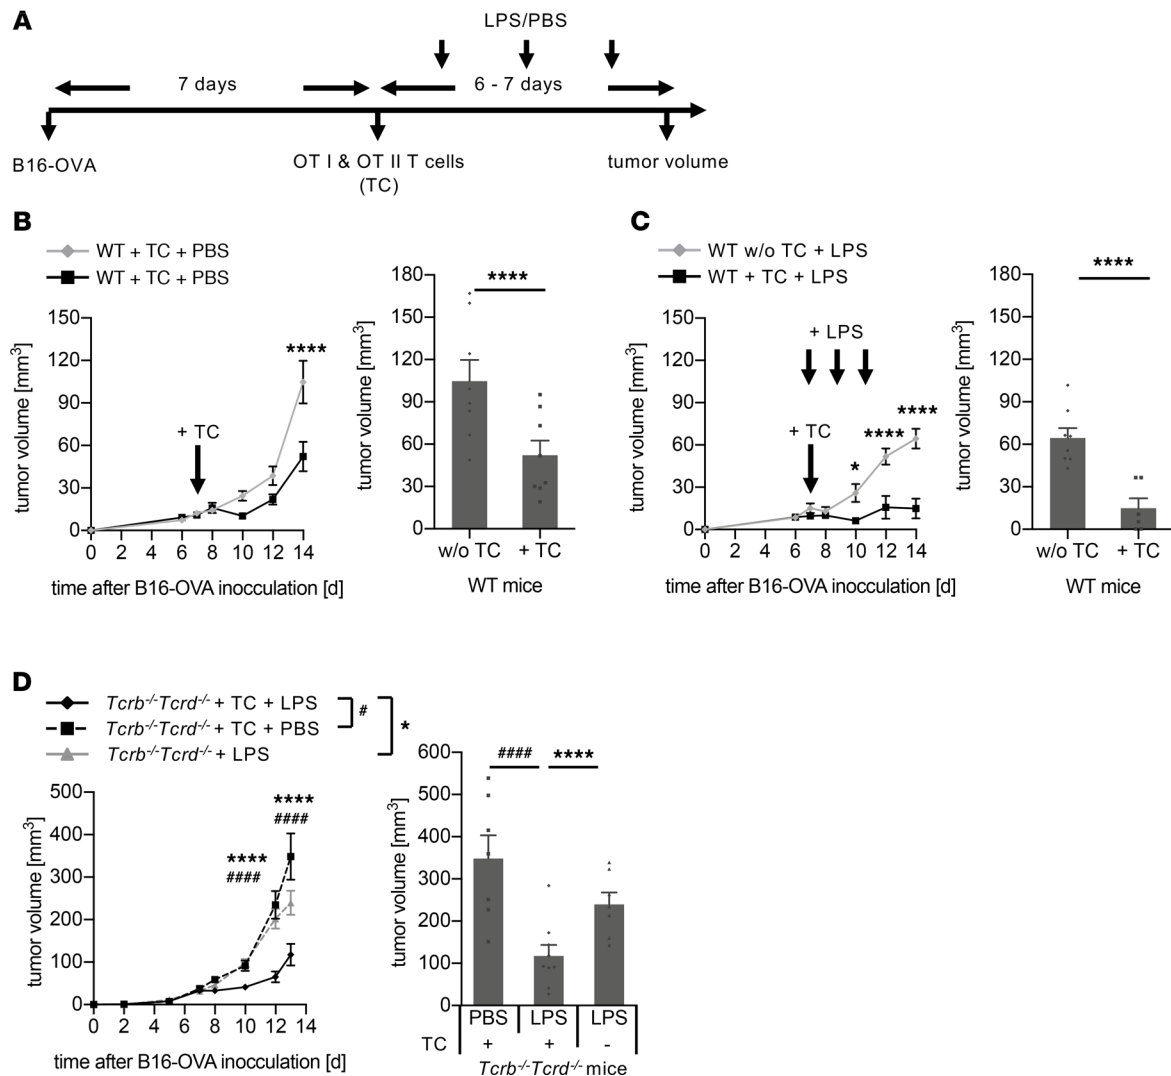 A
LPS/PBS
7 days
6 - 7 days
B16-OVA
OT I & OT II T cells
(TC)
tumor volume
B
WT + TC + PBS
WT + TC + PBS
tumor volume [mm³]
150
120
90
60
30
0
+ TC
****
0 2 4 6 8 10 12 14
time after B16-OVA inocculation [d]
tumor volume [mm³]
180
150
120
90
60
30
0
****
w/o TC + TC
WT mice
C
WT w/o TC + LPS
WT + TC + LPS
tumor volume [mm³]
150
120
90
60
30
0
+ LPS
+ TC
*
****
****
0 2 4 6 8 10 12 14
time after B16-OVA inocculation [d]
tumor volume [mm³]
180
150
120
90
60
30
0
****
w/o TC + TC
WT mice
D
Tcrb-/-Tcrd-/- + TC + LPS
Tcrb-/-Tcrd-/- + TC + PBS
Tcrb-/-Tcrd-/- + LPS
#
*
tumor volume [mm³]
500
400
300
200
100
0
****
####
****
####
0 2 4 6 8 10 12 14
time after B16-OVA inocculation [d]
tumor volume [mm³]
600
500
400
300
200
100
0
#### ****
PBS LPS LPS
TC + + -
Tcrb-/-Tcrd-/- mice